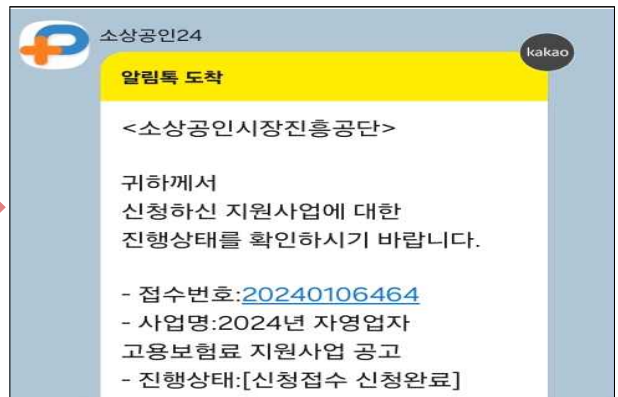 소상공인24
kakao
알림톡 도착
<소상공인시장진흥공단>
귀하께서
신청하신 지원사업에 대한
진행상태를 확인하시기 바랍니다.
- 접수번호:20240106464
- 사업명:2024년 자영업자
고용보험료 지원사업 공고
- 진행상태:[신청접수 신청완료]